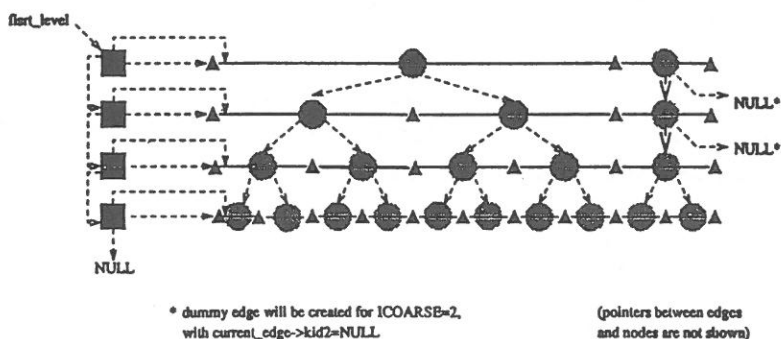 fisrt_level
NULL*
NULL*
NULL
* dummy edge will be created for ICOARSE=2,
with current_edge->kid2=NULL
(pointers between edges
and nodes are not shown)